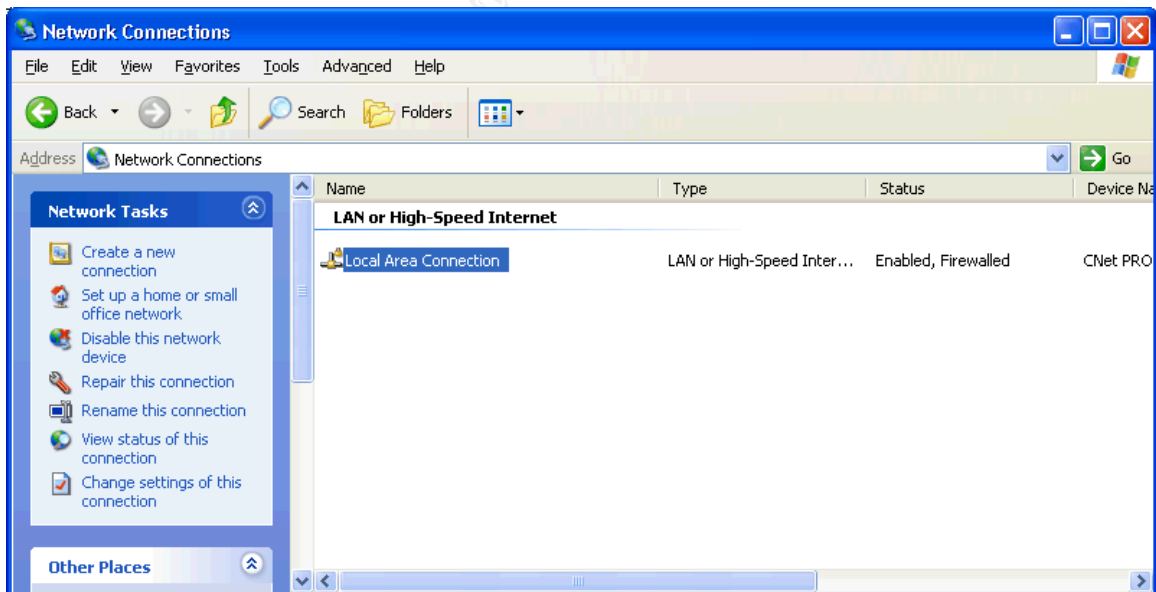 Network Connections
File Edit View Favorites Tools Advanced Help
Back Search Folders
Address Network Connections Go
Name Type Status Device Na
Network Tasks
LAN or High-Speed Internet
Create a new
connection
Local Area Connection LAN or High-Speed Inter... Enabled, Firewalled CNet PRO
Set up a home or small
office network
Disable this network
device
Repair this connection
Rename this connection
View status of this
connection
Change settings of this
connection
Other Places